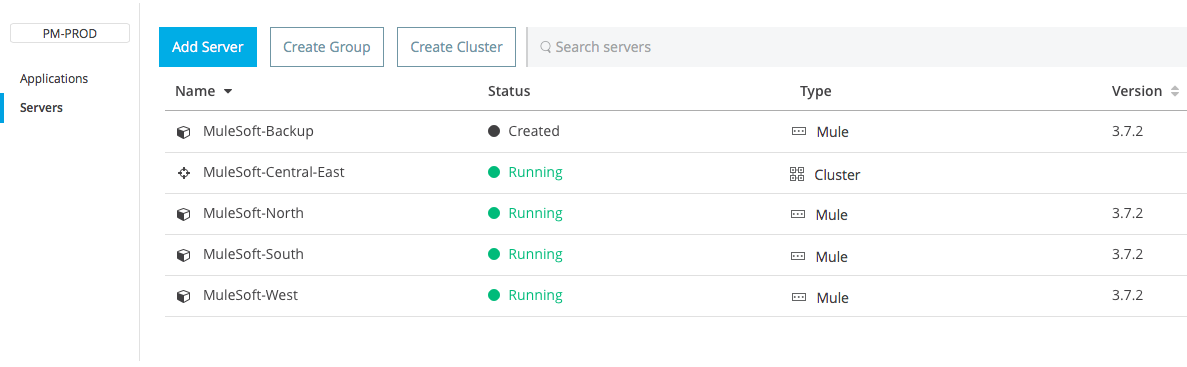 PM-PROD
Applications
Servers
Add Server Create Group Create Cluster Search servers
Name Status Type Version
MuleSoft-Backup Created Mule 3.7.2
MuleSoft-Central-East Running Cluster
MuleSoft-North Running Mule 3.7.2
MuleSoft-South Running Mule 3.7.2
MuleSoft-West Running Mule 3.7.2